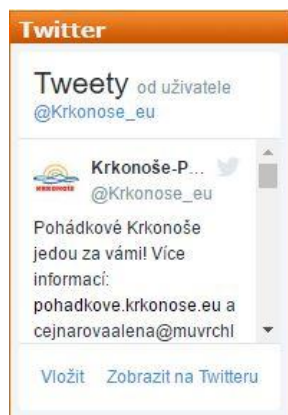 Twitter
Tweety od uživatele
@Krkonose_eu
Krkonoše-P...
KRKONOŠE
@Krkonose_eu
Pohádkové Krkonoše
jedou za vámi! Více
informací:
pohadkove.krkonose.eu a
cejnarovaalena@muvrchl
Vložit Zobrazit na Twitteru